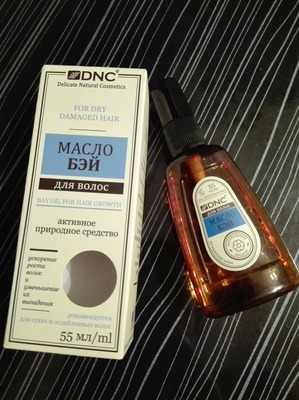 DNC
Delicate Natural Cosmetics
FOR DRY
DAMAGED HAIR
МАСЛО
БЭЙ
ДЛЯ ВОЛОС
BAY OIL FOR HAIR GROWTH
активное
природное средство
ускорение
роста
волос
и
уменьшение
их
выпадения
рекомендуется
для сухих и ослабленных волос
55 мл/ml
55
DNC
МАСЛО
БЭЙ